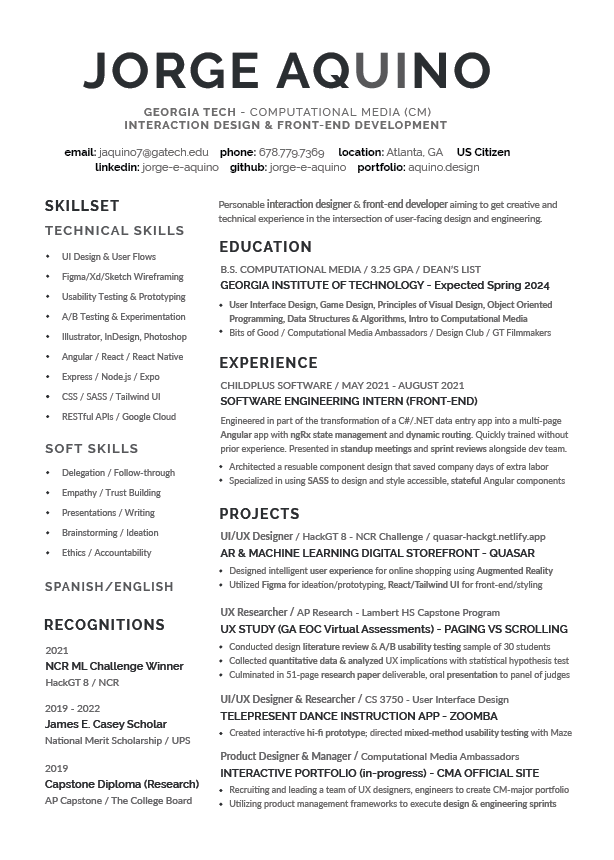 JORGE AQUINO
GEORGIA TECH - COMPUTATIONAL MEDIA (CM)
INTERACTION DESIGN & FRONT-END DEVELOPMENT
email: jaquino7@gatech.edu phone: 678.779.7369 location: Atlanta, GA US Citizen
linkedin: jorge-e-aquino github: jorge-e-aquino portfolio: aquino.design
SKILLSET
TECHNICAL SKILLS
• UI Design & User Flows
• Figma/Xd/Sketch Wireframing
• Usability Testing & Prototyping
• A/B Testing & Experimentation
• Illustrator, InDesign, Photoshop
• Angular / React / React Native
• Express / Node.js / Expo
• CSS / SASS / Tailwind UI
• RESTful APIs / Google Cloud
SOFT SKILLS
• Delegation / Follow-through
• Empathy / Trust Building
• Presentations / Writing
• Brainstorming / Ideation
• Ethics / Accountability
SPANISH/ENGLISH
RECOGNITIONS
2021
NCR ML Challenge Winner
HackGT 8 / NCR
2019 - 2022
James E. Casey Scholar
National Merit Scholarship / UPS
2019
Capstone Diploma (Research)
AP Capstone / The College Board
Personable interaction designer & front-end developer aiming to get creative and
technical experience in the intersection of user-facing design and engineering.
EDUCATION
B.S. COMPUTATIONAL MEDIA / 3.25 GPA / DEAN'S LIST
GEORGIA INSTITUTE OF TECHNOLOGY - Expected Spring 2024
• User Interface Design, Game Design, Principles of Visual Design, Object Oriented
Programming, Data Structures & Algorithms, Intro to Computational Media
• Bits of Good / Computational Media Ambassadors / Design Club / GT Filmmakers
EXPERIENCE
CHILDPLUS SOFTWARE / MAY 2021 - AUGUST 2021
SOFTWARE ENGINEERING INTERN (FRONT-END)
Engineered in part of the transformation of a C#/.NET data entry app into a multi-page
Angular app with ngRx state management and dynamic routing. Quickly trained without
prior experience. Presented in standup meetings and sprint reviews alongside dev team.
• Architected a resuable component design that saved company days of extra labor
• Specialized in using SASS to design and style accessible, stateful Angular components
PROJECTS
UI/UX Designer / HackGT 8 - NCR Challenge / quasar-hackgt.netlify.app
AR & MACHINE LEARNING DIGITAL STOREFRONT - QUASAR
• Designed intelligent user experience for online shopping using Augmented Reality
• Utilized Figma for ideation/prototyping, React/Tailwind UI for front-end/styling
UX Researcher / AP Research - Lambert HS Capstone Program
UX STUDY (GA EOC Virtual Assessments) - PAGING VS SCROLLING
• Conducted design literature review & A/B usability testing sample of 30 students
• Collected quantitative data & analyzed UX implications with statistical hypothesis test
• Culminated in 51-page research paper deliverable, oral presentation to panel of judges
UI/UX Designer & Researcher / CS 3750 - User Interface Design
TELEPRESENT DANCE INSTRUCTION APP - ZOOMBA
• Created interactive hi-fi prototype; directed mixed-method usability testing with Maze
Product Designer & Manager / Computational Media Ambassadors
INTERACTIVE PORTFOLIO (in-progress) - CMA OFFICIAL SITE
• Recruiting and leading a team of UX designers, engineers to create CM-major portfolio
• Utilizing product management frameworks to execute design & engineering sprints